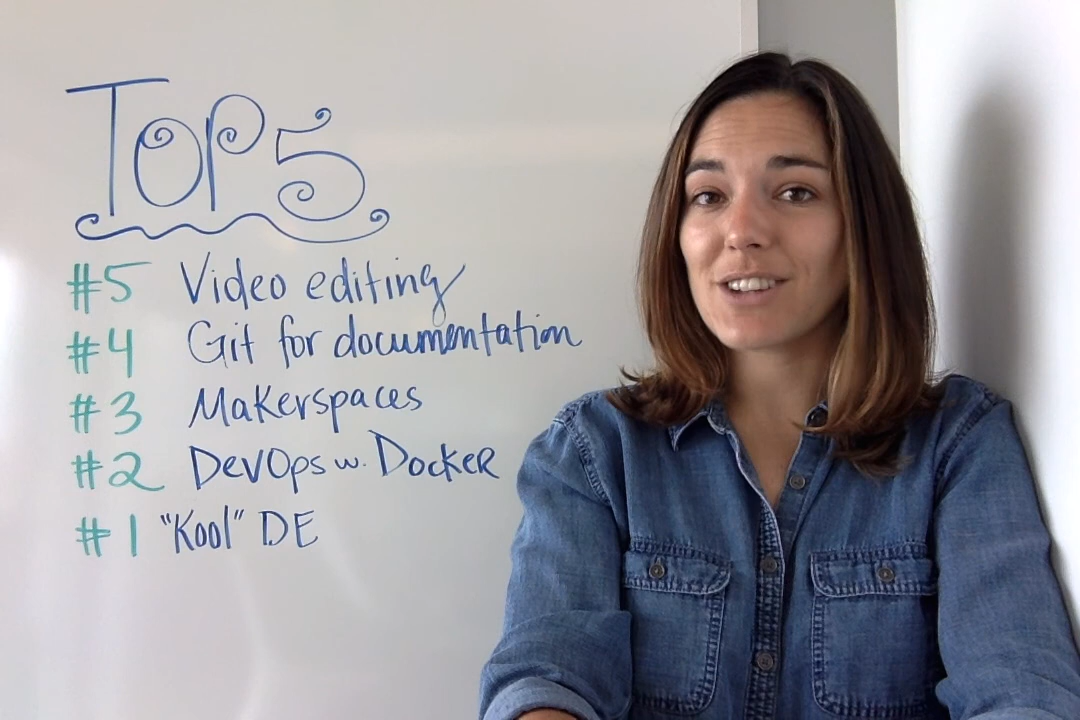 TOP 5
#5 Video editing
#4 Git for documentation
#3 Makerspaces
#2 DevOps w. Docker
#1 "Kool" DE